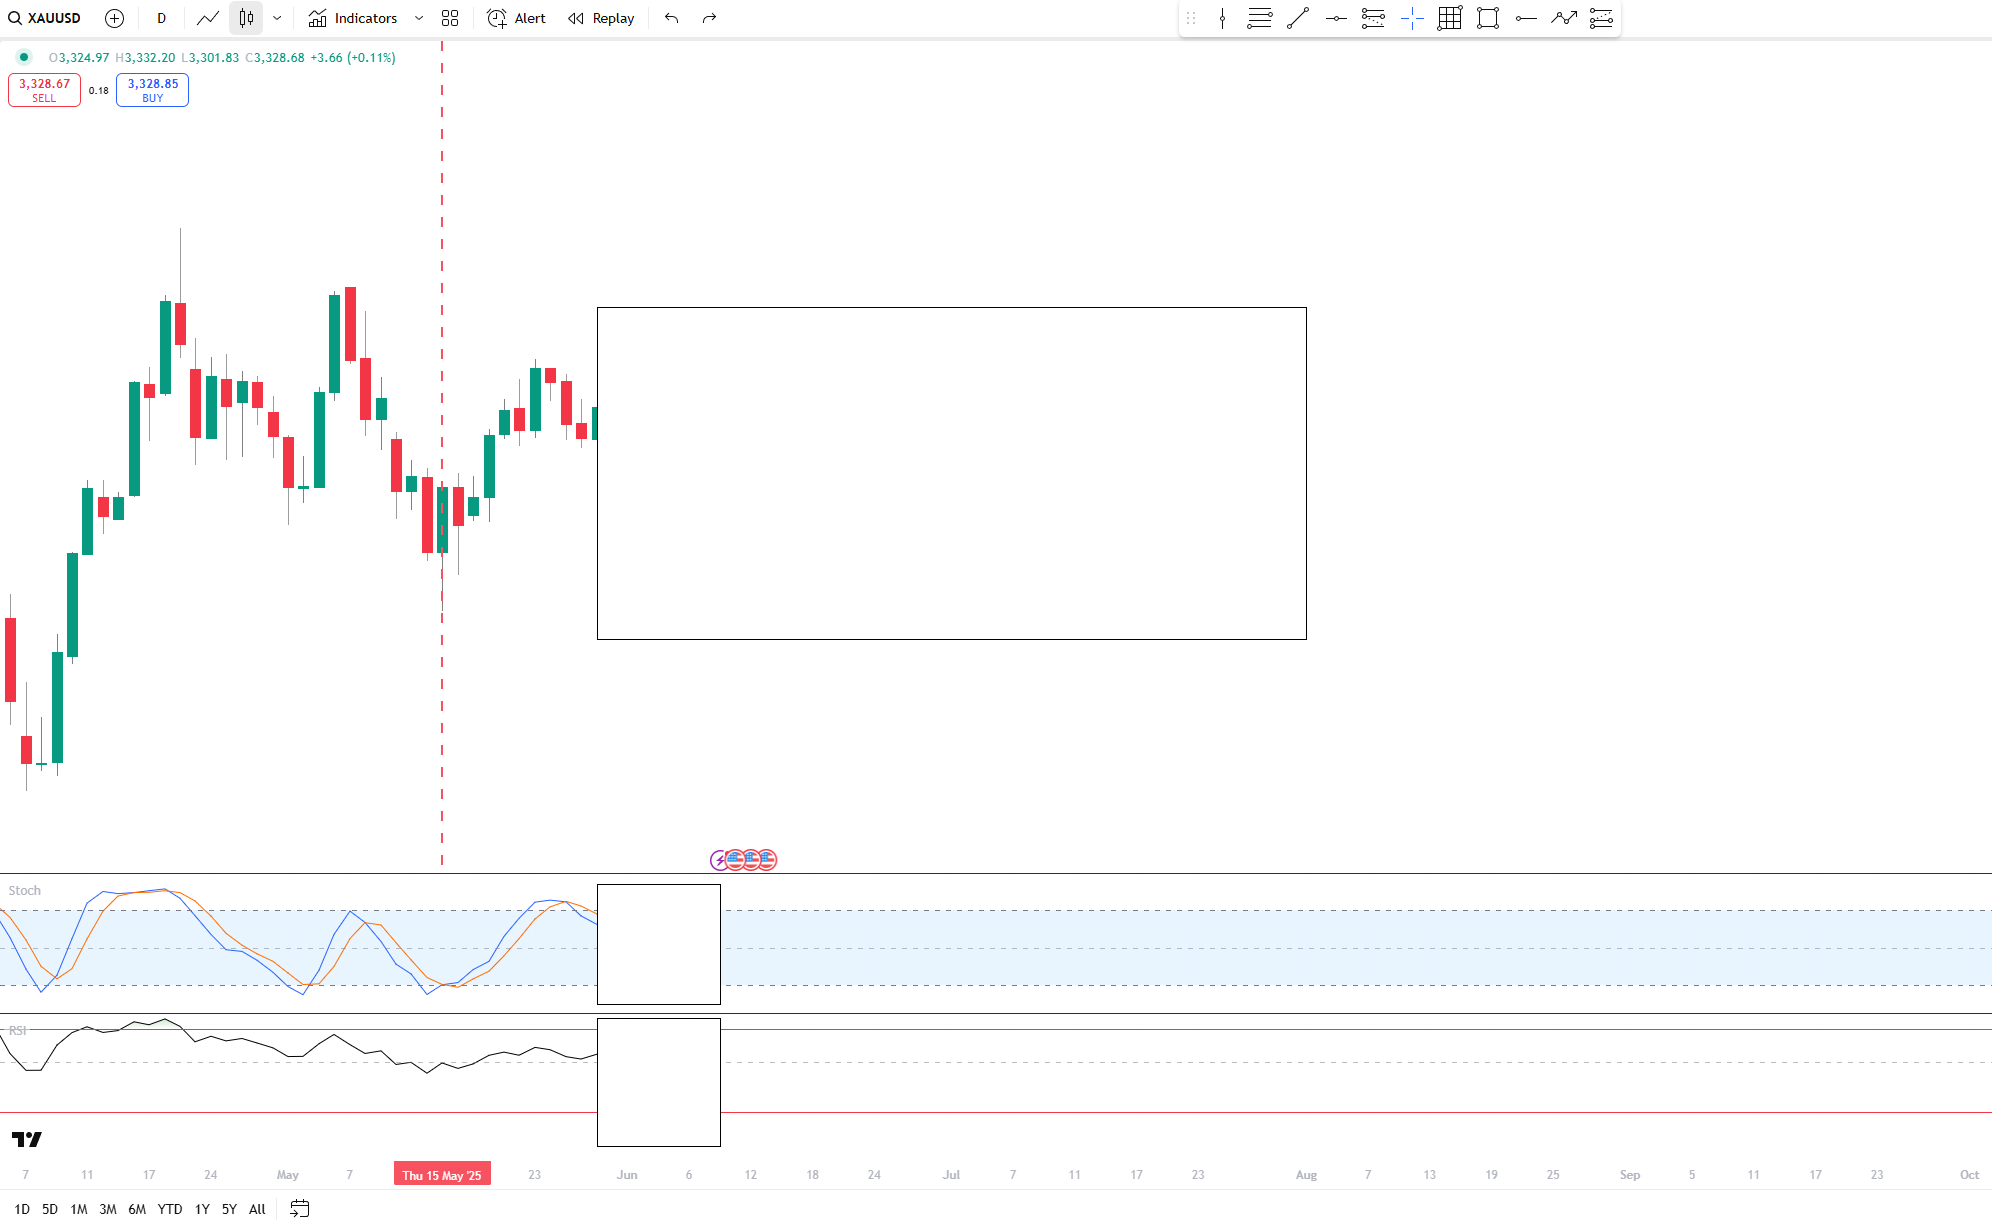 XAUUSD D Indicators Alert Replay
O3,324.97 H3,332.20 L3,301.83 C3,328.68 +3.66 (+0.11%)
3,328.67 SELL 0.18 3,328.85 BUY
Stoch
RSI
7 11 17 24 May 7 Thu 15 May '25 23 Jun 6 12 18 24 Jul 7 11 17 23 Aug 7 13 19 25 Sep 5 11 17 23 Oct
1D 5D 1M 3M 6M YTD 1Y 5Y All